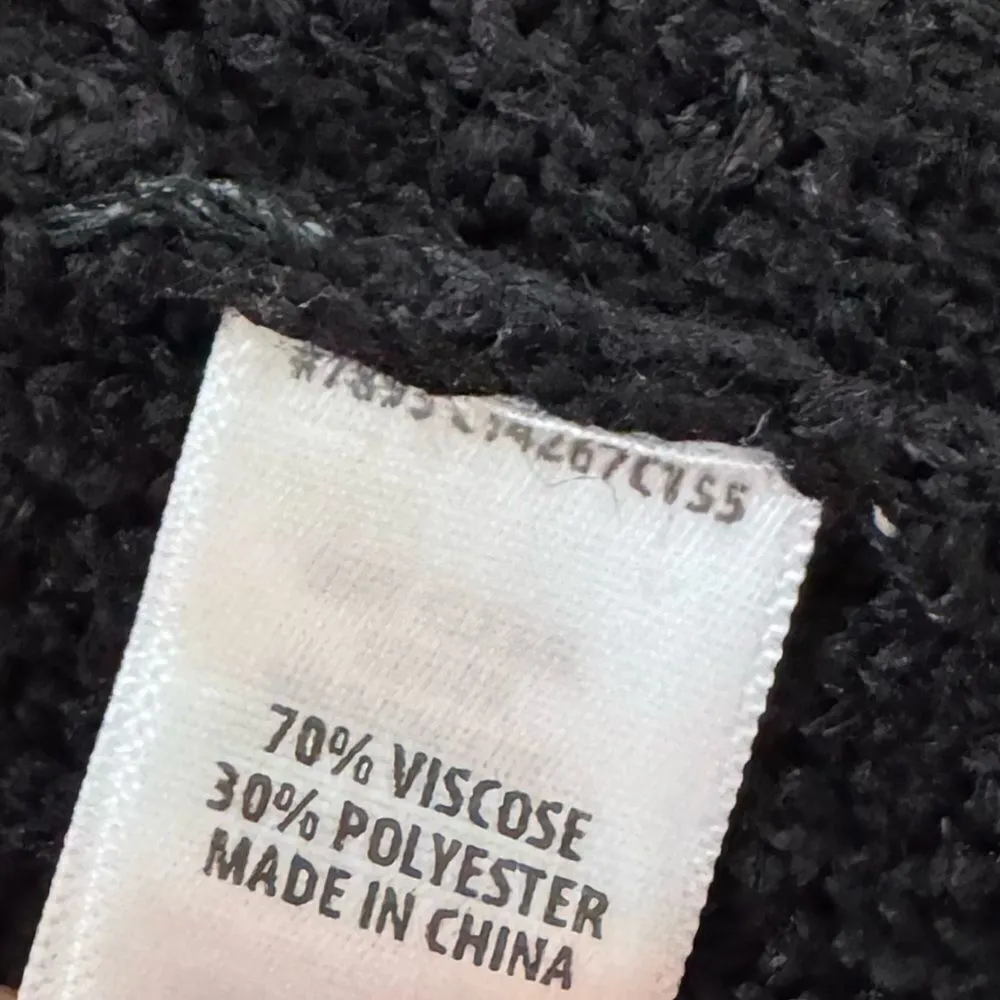 70% VISCOSE
30% POLYESTER
MADE IN CHINA